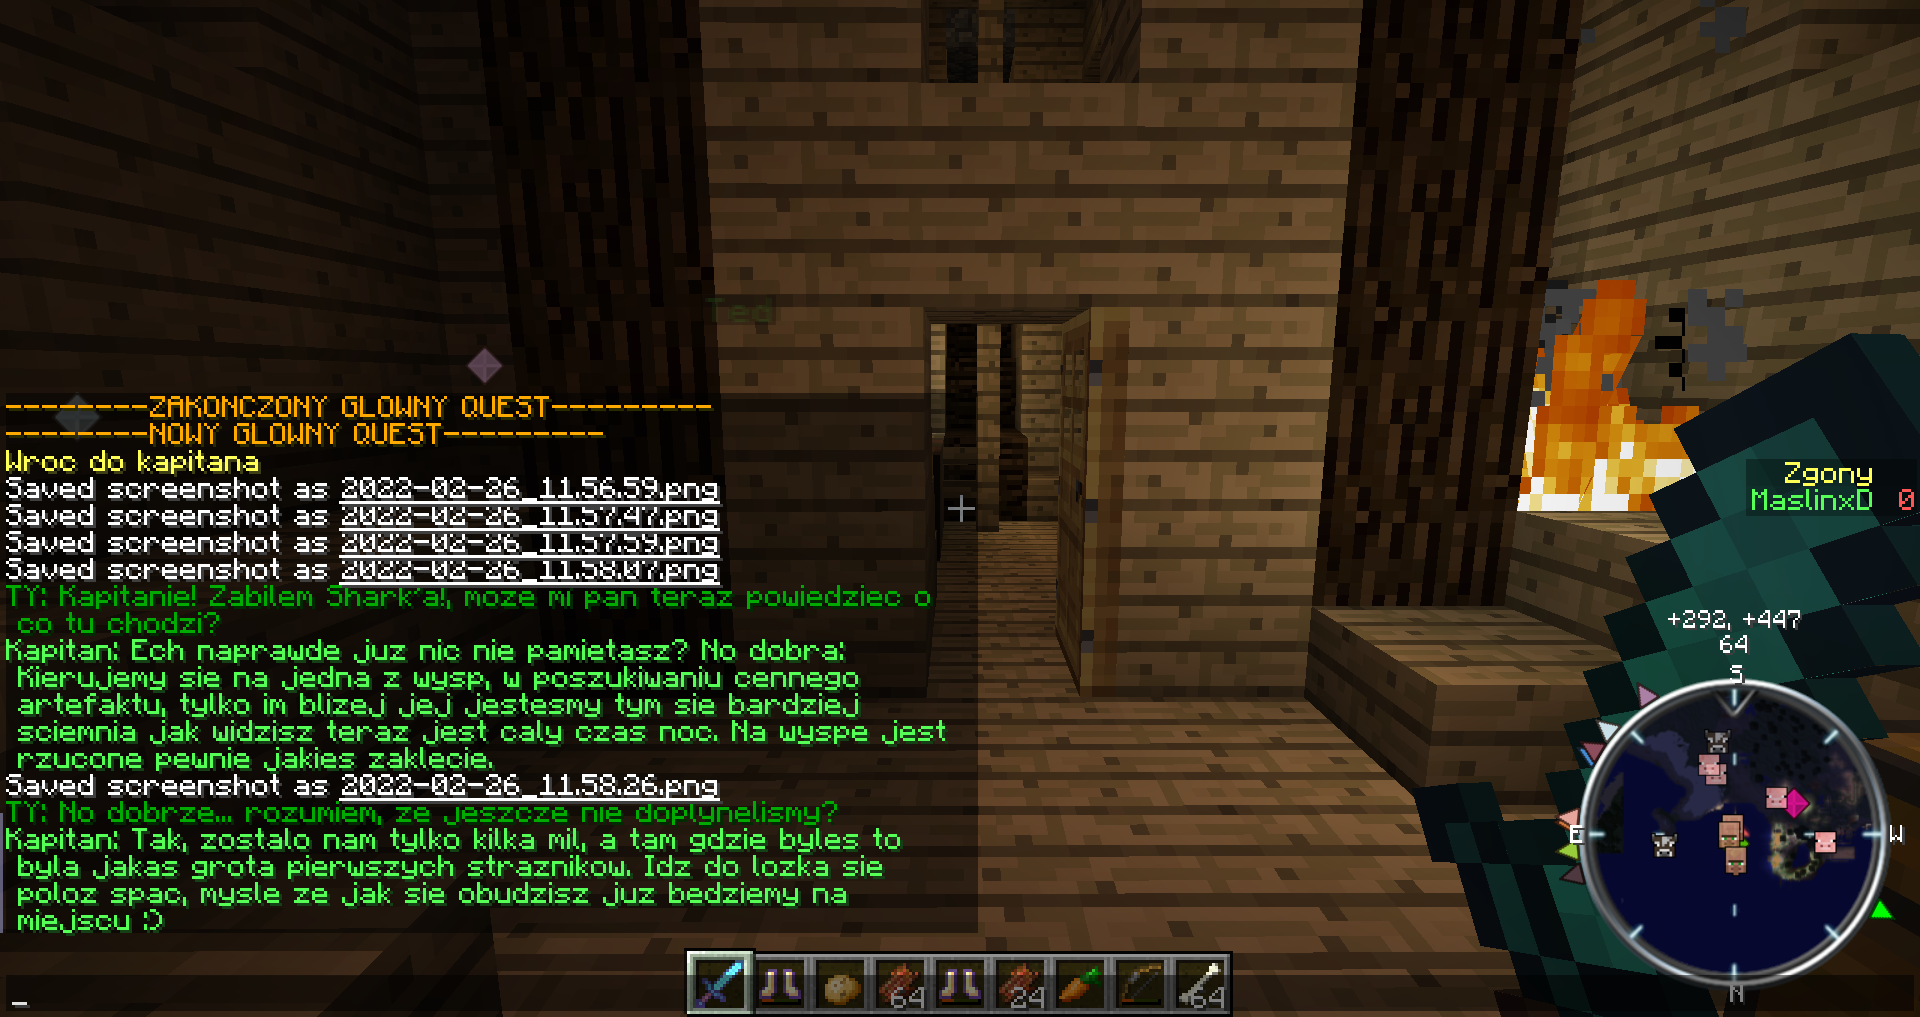 Ted
--------ZAKONCZONY GLOWNY QUEST---------
--------NOWY GLOWNY QUEST---------
Wroc do kapitana
Saved screenshot as 2022-02-26_11.56.59.png
Saved screenshot as 2022-02-26_11.57.47.png
Saved screenshot as 2022-02-26_11.57.59.png
Saved screenshot as 2022-02-26_11.58.07.png
TY: Kapitanie! Zabilem Shark'a!, moze mi pan teraz powiedziec o
co tu chodzi?
Kapitan: Ech naprawde juz nic nie pamietasz? No dobra:
Kierujemy sie na jedna z wysp, w poszukiwaniu cennego
artefaktu, tylko im blizej jej jestesmy tym sie bardziej
sciemnia jak widzisz teraz jest caly czas noc. Na wyspe jest
rzucone pewnie jakies zaklecie.
Saved screenshot as 2022-02-26_11.58.26.png
TY: No dobrze... rozumiem, ze jeszcze nie doplynelismy?
Kapitan: Tak, zostalo nam tylko kilka mil, a tam gdzie byles to
byla jakas grota pierwszych straznikow. Idz do lozka sie
poloz spac, mysle ze jak sie obudzisz juz bedziemy na
miejscu :)
_
Zgony
MaslinxD 0
+292, +447
64
S
E
W
N
64
24
64